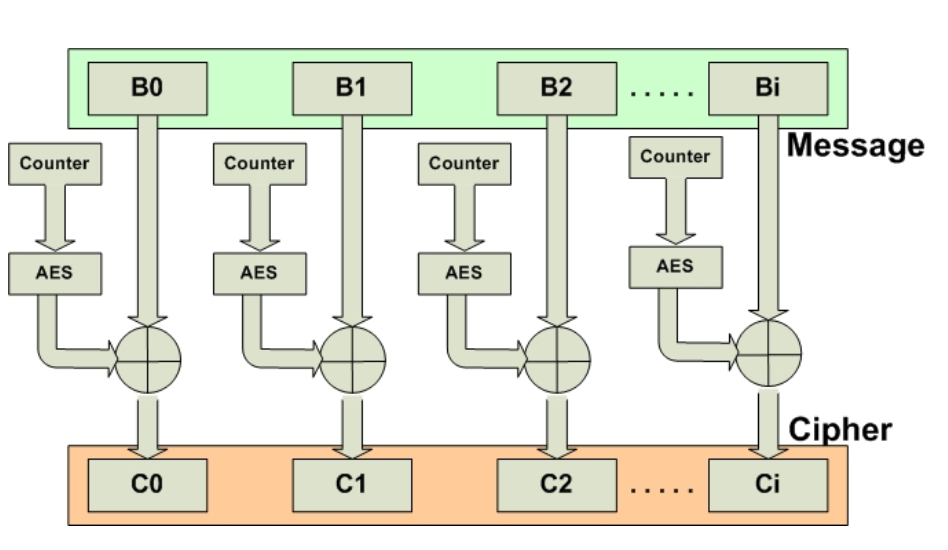 B0 B1 B2 ..... Bi
Message
Counter Counter Counter Counter
AES AES AES AES
Cipher
C0 C1 C2 ..... Ci